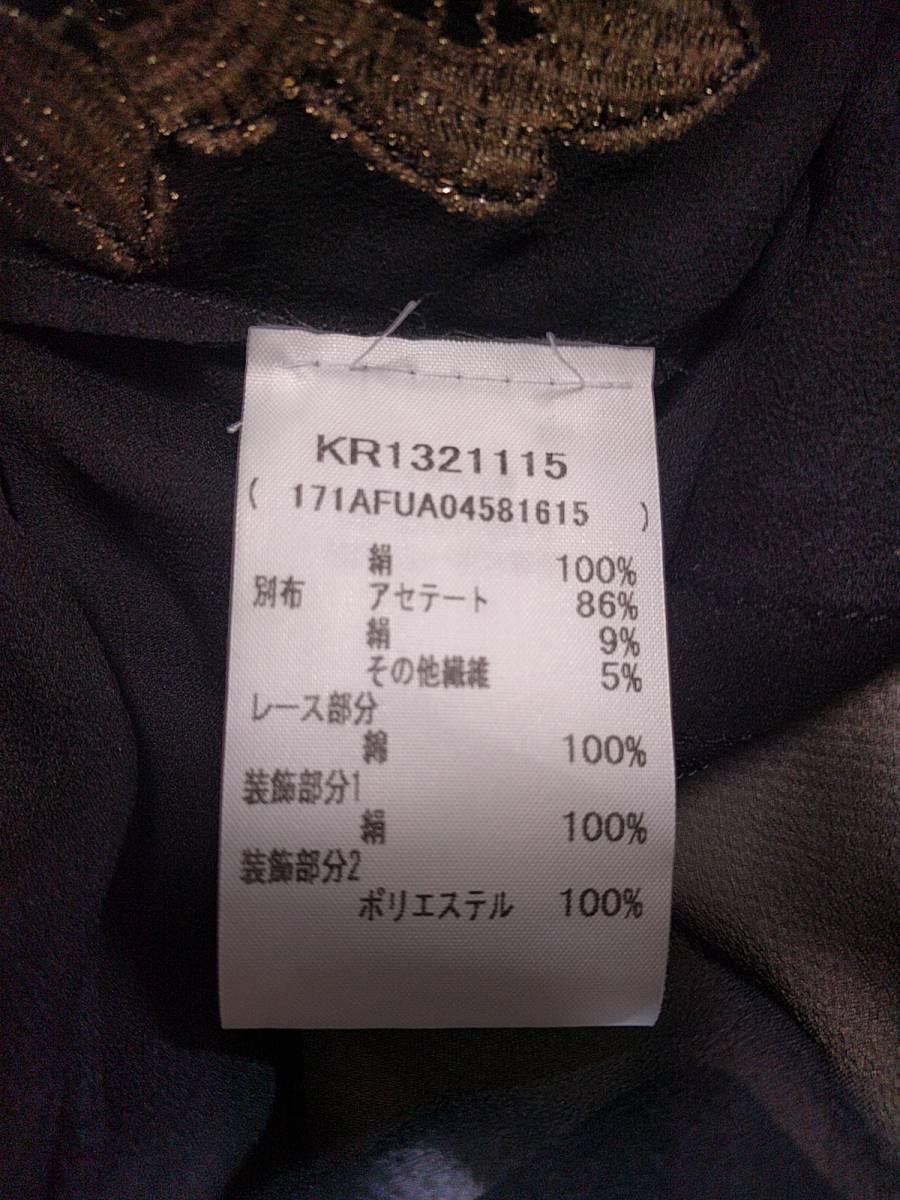 KR1321115
( 171AFUA04581615 )
絹 100%
別布 アセテート 86%
絹 9%
その他繊維 5%
レース部分
綿 100%
装飾部分1
絹 100%
装飾部分2
ポリエステル 100%